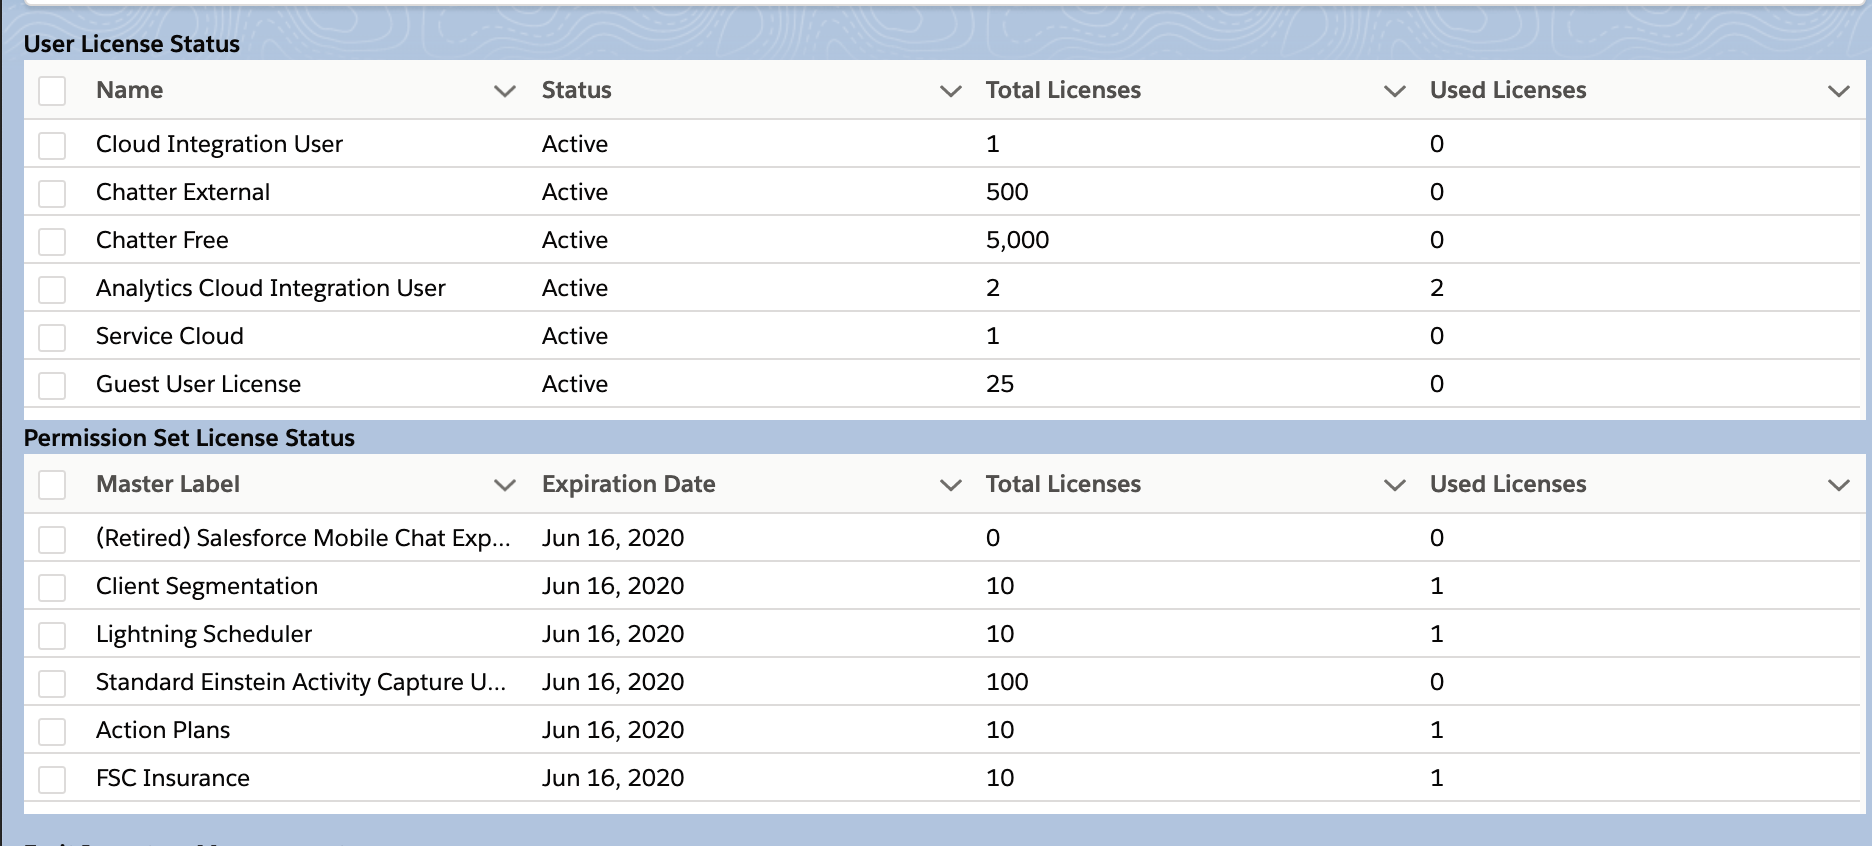 User License Status
Name Status Total Licenses Used Licenses
Cloud Integration User Active 1 0
Chatter External Active 500 0
Chatter Free Active 5,000 0
Analytics Cloud Integration User Active 2 2
Service Cloud Active 1 0
Guest User License Active 25 0
Permission Set License Status
Master Label Expiration Date Total Licenses Used Licenses
(Retired) Salesforce Mobile Chat Exp... Jun 16, 2020 0 0
Client Segmentation Jun 16, 2020 10 1
Lightning Scheduler Jun 16, 2020 10 1
Standard Einstein Activity Capture U... Jun 16, 2020 100 0
Action Plans Jun 16, 2020 10 1
FSC Insurance Jun 16, 2020 10 1